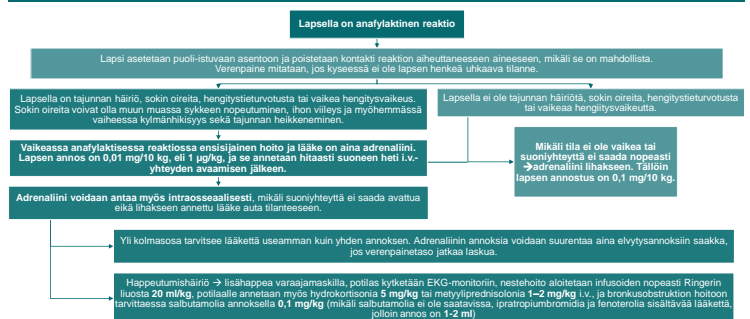 Lapsella on anafylaktinen reaktio
Lapsi asetetaan puoli-istuvaan asentoon ja poistetaan kontakti reaktion aiheuttaneeseen aineeseen, mikäli se on mahdollista.
Verenpaine mitataan, jos kyseessä ei ole lapsen henkeä uhkaava tilanne.
Lapsella on tajunnan häiriö, sokin oireita, hengitystieturvotusta tai vaikea hengitysvaikeus.
Sokin oireita voivat olla muun muassa sykkeen nopeutuminen, ihon viileys ja myöhemmässä
vaiheessa kylmänhikisyys sekä tajunnan heikkeneminen.
Lapsella ei ole tajunnan häiriötä, sokin oireita, hengitystieturvotusta
tai vaikeaa hengiitysvaikeutta.
Vaikeassa anafylaktisessa reaktiossa ensisijainen hoito ja lääke on aina adrenaliini.
Lapsen annos on 0,01 mg/10 kg, eli 1 µg/kg, ja se annetaan hitaasti suoneen heti i.v.-
yhteyden avaamisen jälkeen.
Mikäli tila ei ole vaikea tai
suoniyhteyttä ei saada nopeasti
→adrenaliini lihakseen. Tällöin
lapsen annostus on 0,1 mg/10 kg.
Adrenaliini voidaan antaa myös intraosseaalisesti, mikäli suoniyhteyttä ei saada avattua
eikä lihakseen annettu lääke auta tilanteeseen.
Yli kolmasosa tarvitsee lääkettä useamman kuin yhden annoksen. Adrenaliinin annoksia voidaan suurentaa aina elvytysannoksiin saakka,
jos verenpainetaso jatkaa laskua.
Happeutumishäiriö → lisähappea varaajamaskilla, potilas kytketään EKG-monitoriin, nestehoito aloitetaan infusoiden nopeasti Ringerin
liuosta 20 ml/kg, potilaalle annetaan myös hydrokortisonia 5 mg/kg tai metyyliprednisolonia 1–2 mg/kg i.v., ja bronkusobstruktion hoitoon
tarvittaessa salbutamolia annoksella 0,1 mg/kg (mikäli salbutamolia ei ole saatavissa, ipratropiumbromidia ja fenoterolia sisältävää lääkettä,
jolloin annos on 1-2 ml)